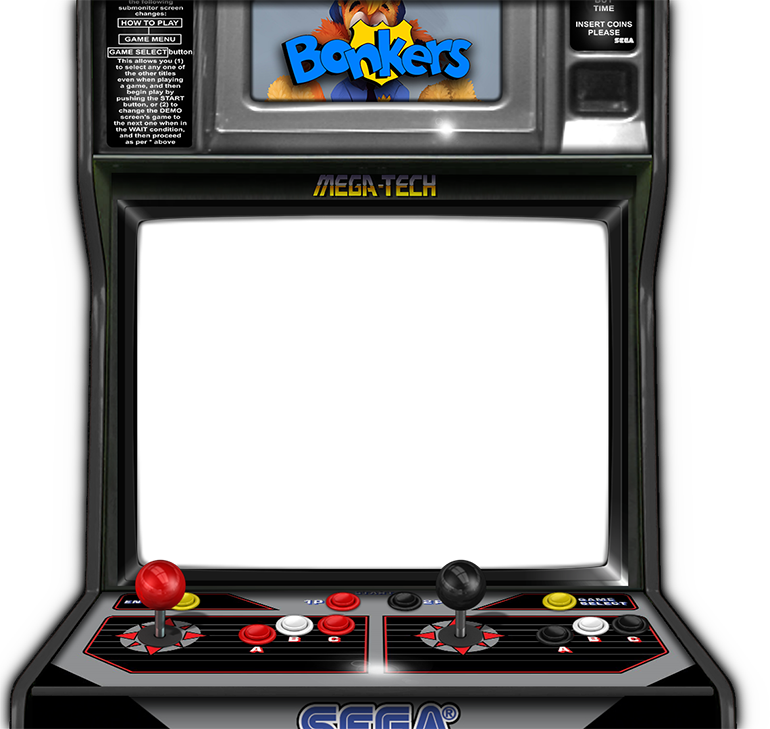 the following
submonitor screen
changes:
HOW TO PLAY
GAME MENU
GAME SELECT button
This allows you (1)
to select any one of
the other titles
even when playing
a game, and then
begin play by
pushing the START
button, or (2) to
change the DEMO
screen's game to
the next one when in
the WAIT condition,
and then proceed
as per * above
Bonkers
TIME
INSERT COINS
PLEASE
SEGA
MEGA-TECH
1P START 2P
GAME
SELECT
A B C
A B C
SEGA®